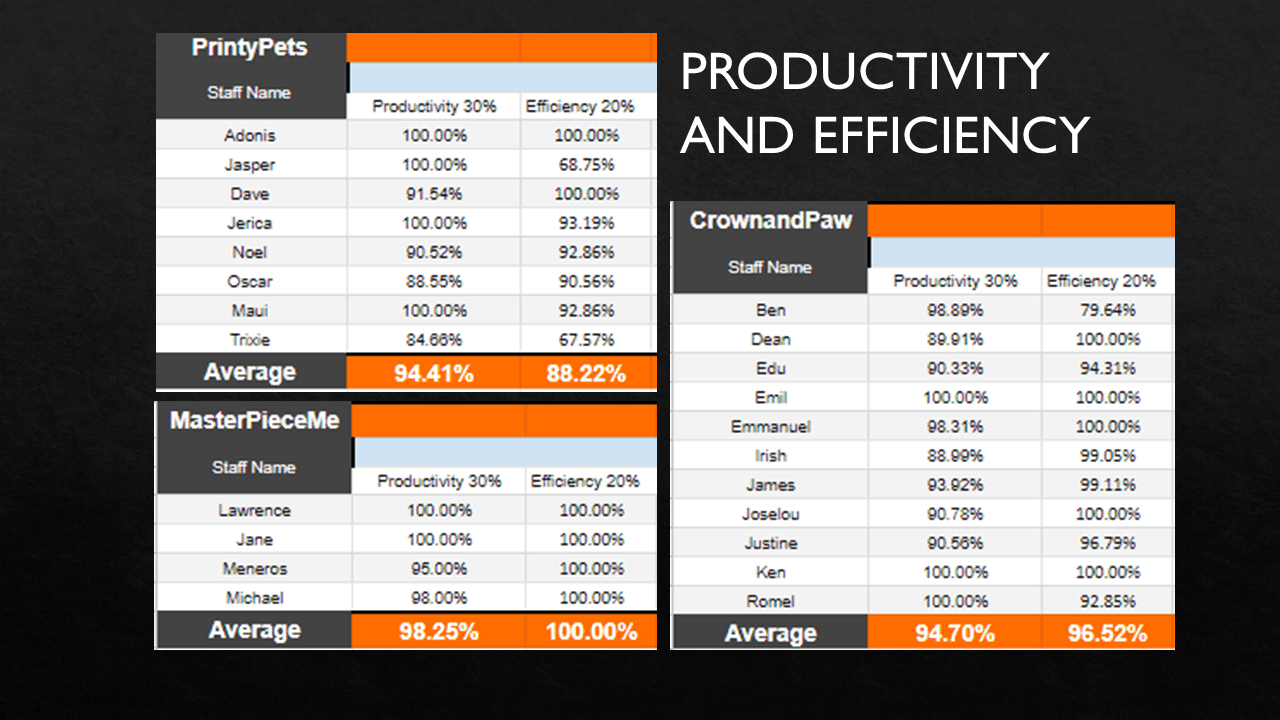 PRODUCTIVITY
AND EFFICIENCY
PrintyPets
Staff Name
Productivity 30% Efficiency 20%
Adonis 100.00% 100.00%
Jasper 100.00% 68.75%
Dave 91.54% 100.00%
Jerica 100.00% 93.19%
Noel 90.52% 92.86%
Oscar 88.55% 90.56%
Maui 100.00% 92.86%
Trixie 84.66% 67.57%
Average 94.41% 88.22%
MasterPieceMe
Staff Name
Productivity 30% Efficiency 20%
Lawrence 100.00% 100.00%
Jane 100.00% 100.00%
Meneros 95.00% 100.00%
Michael 98.00% 100.00%
Average 98.25% 100.00%
CrownandPaw
Staff Name
Productivity 30% Efficiency 20%
Ben 98.89% 79.64%
Dean 89.91% 100.00%
Edu 90.33% 94.31%
Emil 100.00% 100.00%
Emmanuel 98.31% 100.00%
Irish 88.99% 99.05%
James 93.92% 99.11%
Joselou 90.78% 100.00%
Justine 90.56% 96.79%
Ken 100.00% 100.00%
Romel 100.00% 92.85%
Average 94.70% 96.52%